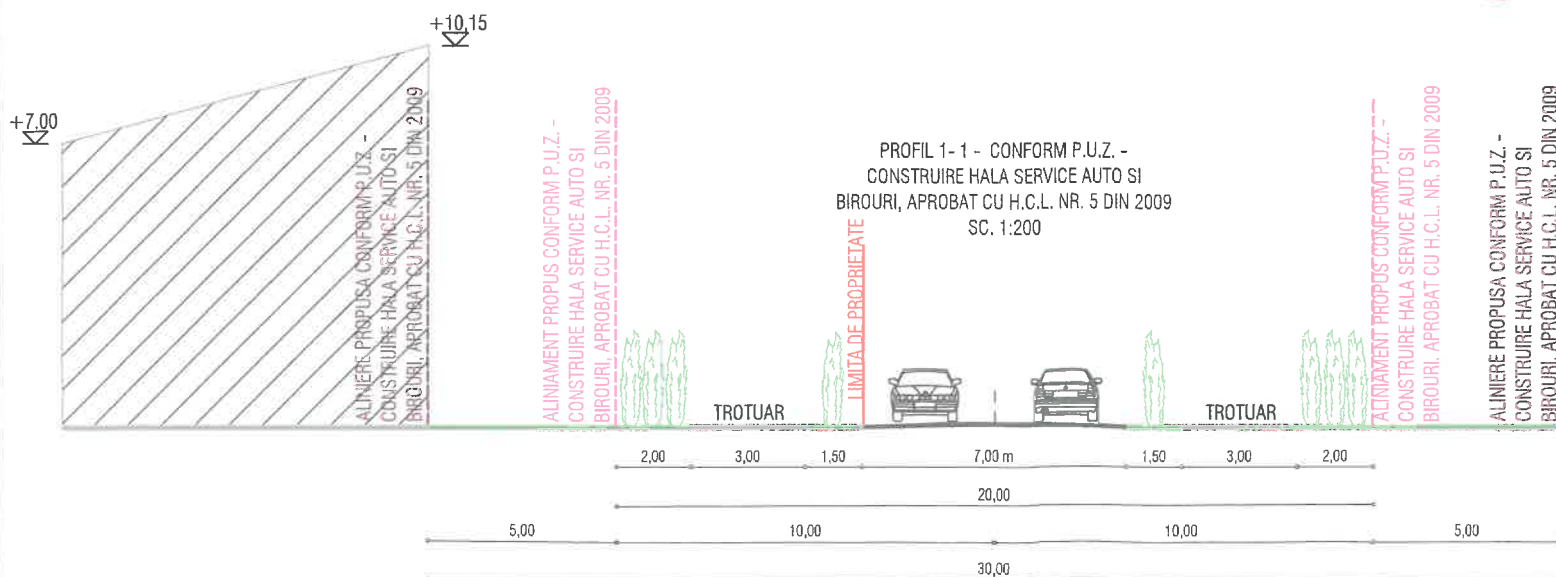 +10,15
+7,00
ALINIERE PROPUSA CONFORM P.U.Z. -
CONSTRUIRE HALA SERVICE AUTO SI
BIROURI, APROBAT CU H.C.L. NR. 5 DIN 2009
ALINIAMENT PROPUS CONFORM P.U.Z. -
CONSTRUIRE HALA SERVICE AUTO SI
BIROURI, APROBAT CU H.C.L. NR. 5 DIN 2009
PROFIL 1- 1 - CONFORM P.U.Z. -
CONSTRUIRE HALA SERVICE AUTO SI
BIROURI, APROBAT CU H.C.L. NR. 5 DIN 2009
SC. 1:200
LIMITA DE PROPRIETATE
ALINIAMENT PROPUS CONFORM P.U.Z. -
CONSTRUIRE HALA SERVICE AUTO SI
BIROURI, APROBAT CU H.C.L. NR. 5 DIN 2009
ALINIERE PROPUSA CONFORM P.U.Z. -
CONSTRUIRE HALA SERVICE AUTO SI
BIROURI, APROBAT CU H.C.L. NR. 5 DIN 2009
TROTUAR TROTUAR
2,00 3,00 1,50 7,00 m 1,50 3,00 2,00
20,00
5,00 10,00 10,00 5,00
30,00